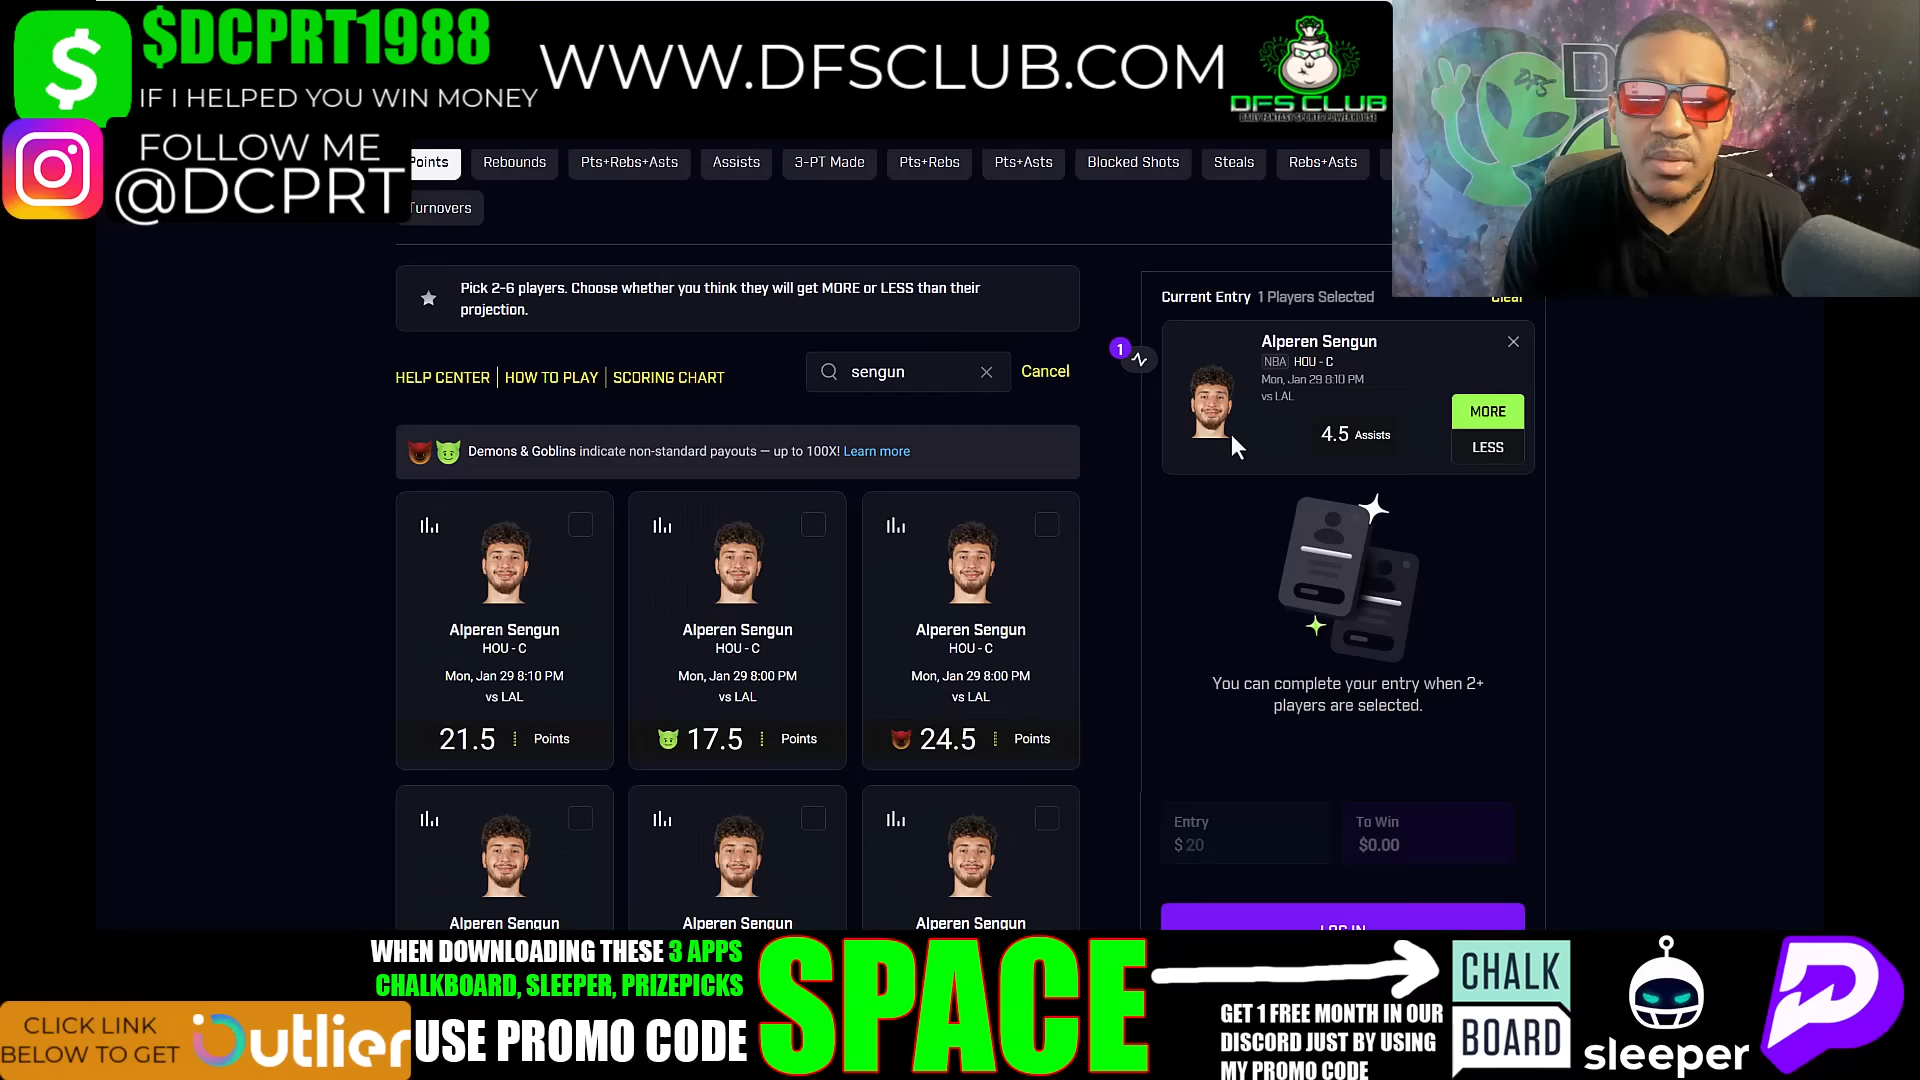 $DCPRT1988
IF I HELPED YOU WIN MONEY
WWW.DFSCLUB.COM
DFS CLUB
DAILY FANTASY SPORTS POWERHOUSE
DFS
FOLLOW ME
@DCPRT
Points
Rebounds
Pts+Rebs+Asts
Assists
3-PT Made
Pts+Rebs
Pts+Asts
Blocked Shots
Steals
Rebs+Asts
Turnovers
Pick 2-6 players. Choose whether you think they will get MORE or LESS than their
projection.
HELP CENTER
HOW TO PLAY
SCORING CHART
sengun
Cancel
Demons & Goblins indicate non-standard payouts — up to 100X! Learn more
Alperen Sengun
HOU - C
Mon, Jan 29 8:10 PM
vs LAL
21.5 Points
Alperen Sengun
HOU - C
Mon, Jan 29 8:00 PM
vs LAL
17.5 Points
Alperen Sengun
HOU - C
Mon, Jan 29 8:00 PM
vs LAL
24.5 Points
Alperen Sengun
Alperen Sengun
Alperen Sengun
Current Entry 1 Players Selected
Clear
1
Alperen Sengun
NBA HOU - C
Mon, Jan 29 8:10 PM
vs LAL
4.5 Assists
MORE
LESS
You can complete your entry when 2+
players are selected.
Entry
$ 20
To Win
$0.00
LOG IN
WHEN DOWNLOADING THESE 3 APPS
CHALKBOARD, SLEEPER, PRIZEPICKS
USE PROMO CODE
SPACE
CLICK LINK
BELOW TO GET
Outlier
GET 1 FREE MONTH IN OUR
DISCORD JUST BY USING
MY PROMO CODE
CHALK
BOARD
sleeper